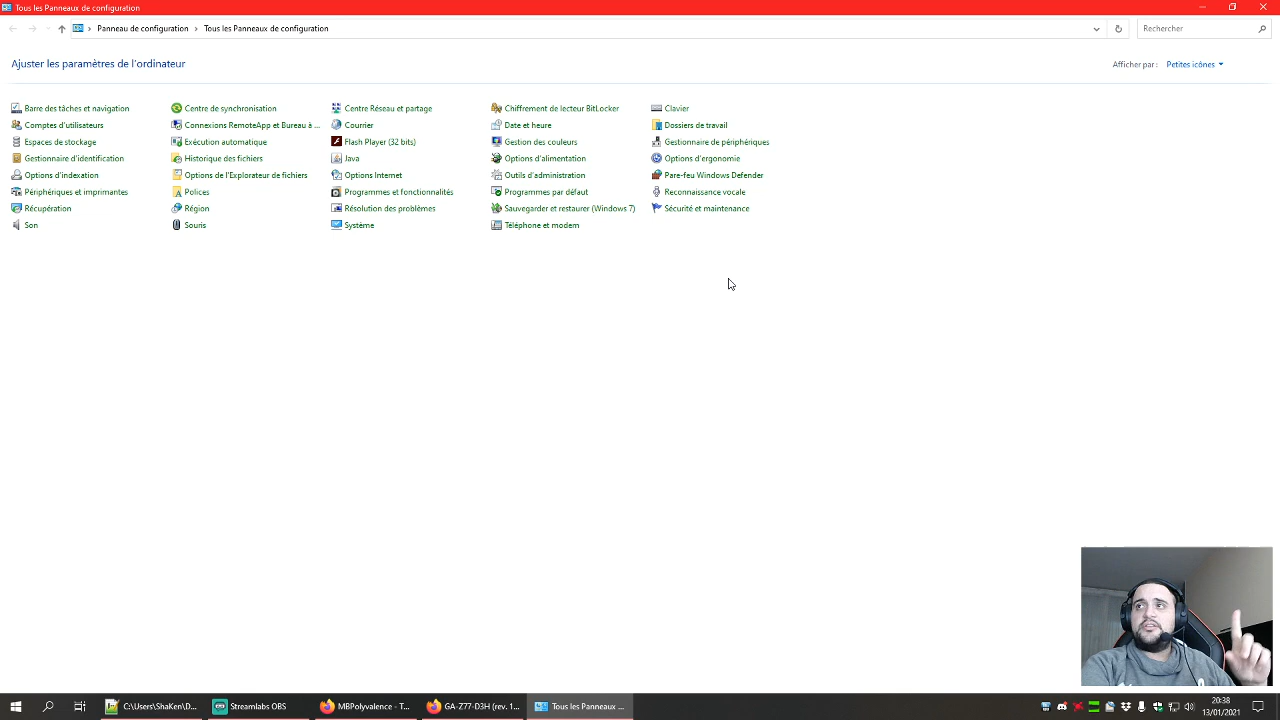 Tous les Panneaux de configuration
Panneau de configuration > Tous les Panneaux de configuration
Rechercher
Ajuster les paramètres de l'ordinateur
Afficher par : Petites icônes
Barre des tâches et navigation
Centre de synchronisation
Centre Réseau et partage
Chiffrement de lecteur BitLocker
Clavier
Comptes d'utilisateurs
Connexions RemoteApp et Bureau à ...
Courrier
Date et heure
Dossiers de travail
Espaces de stockage
Exécution automatique
Flash Player (32 bits)
Gestion des couleurs
Gestionnaire de périphériques
Gestionnaire d'identification
Historique des fichiers
Java
Options d'alimentation
Options d'ergonomie
Options d'indexation
Options de l'Explorateur de fichiers
Options Internet
Outils d'administration
Pare-feu Windows Defender
Périphériques et imprimantes
Polices
Programmes et fonctionnalités
Programmes par défaut
Reconnaissance vocale
Récupération
Région
Résolution des problèmes
Sauvegarder et restaurer (Windows 7)
Sécurité et maintenance
Son
Souris
Système
Téléphone et modem
C:\Users\ShaKen\D...
Streamlabs OBS
MBPolyvalence - T...
GA-Z77-D3H (rev. 1...
Tous les Panneaux ...
20:38
13/01/2021